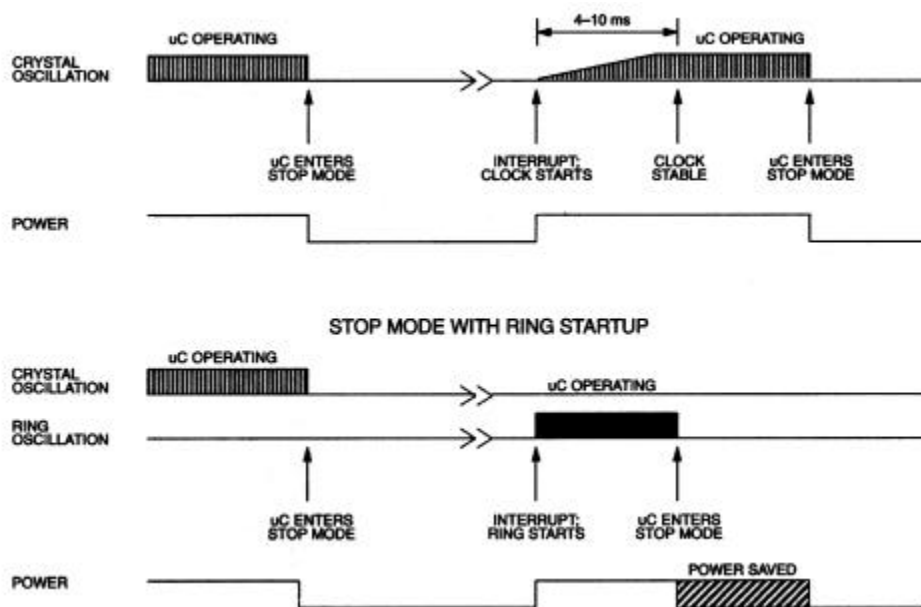 4–10 ms
uC OPERATING
uC OPERATING
CRYSTAL
OSCILLATION
uC ENTERS
STOP MODE
INTERRUPT;
CLOCK STARTS
CLOCK
STABLE
uC ENTERS
STOP MODE
POWER
STOP MODE WITH RING STARTUP
uC OPERATING
CRYSTAL
OSCILLATION
uC OPERATING
RING
OSCILLATION
uC ENTERS
STOP MODE
INTERRUPT;
RING STARTS
uC ENTERS
STOP MODE
POWER SAVED
POWER